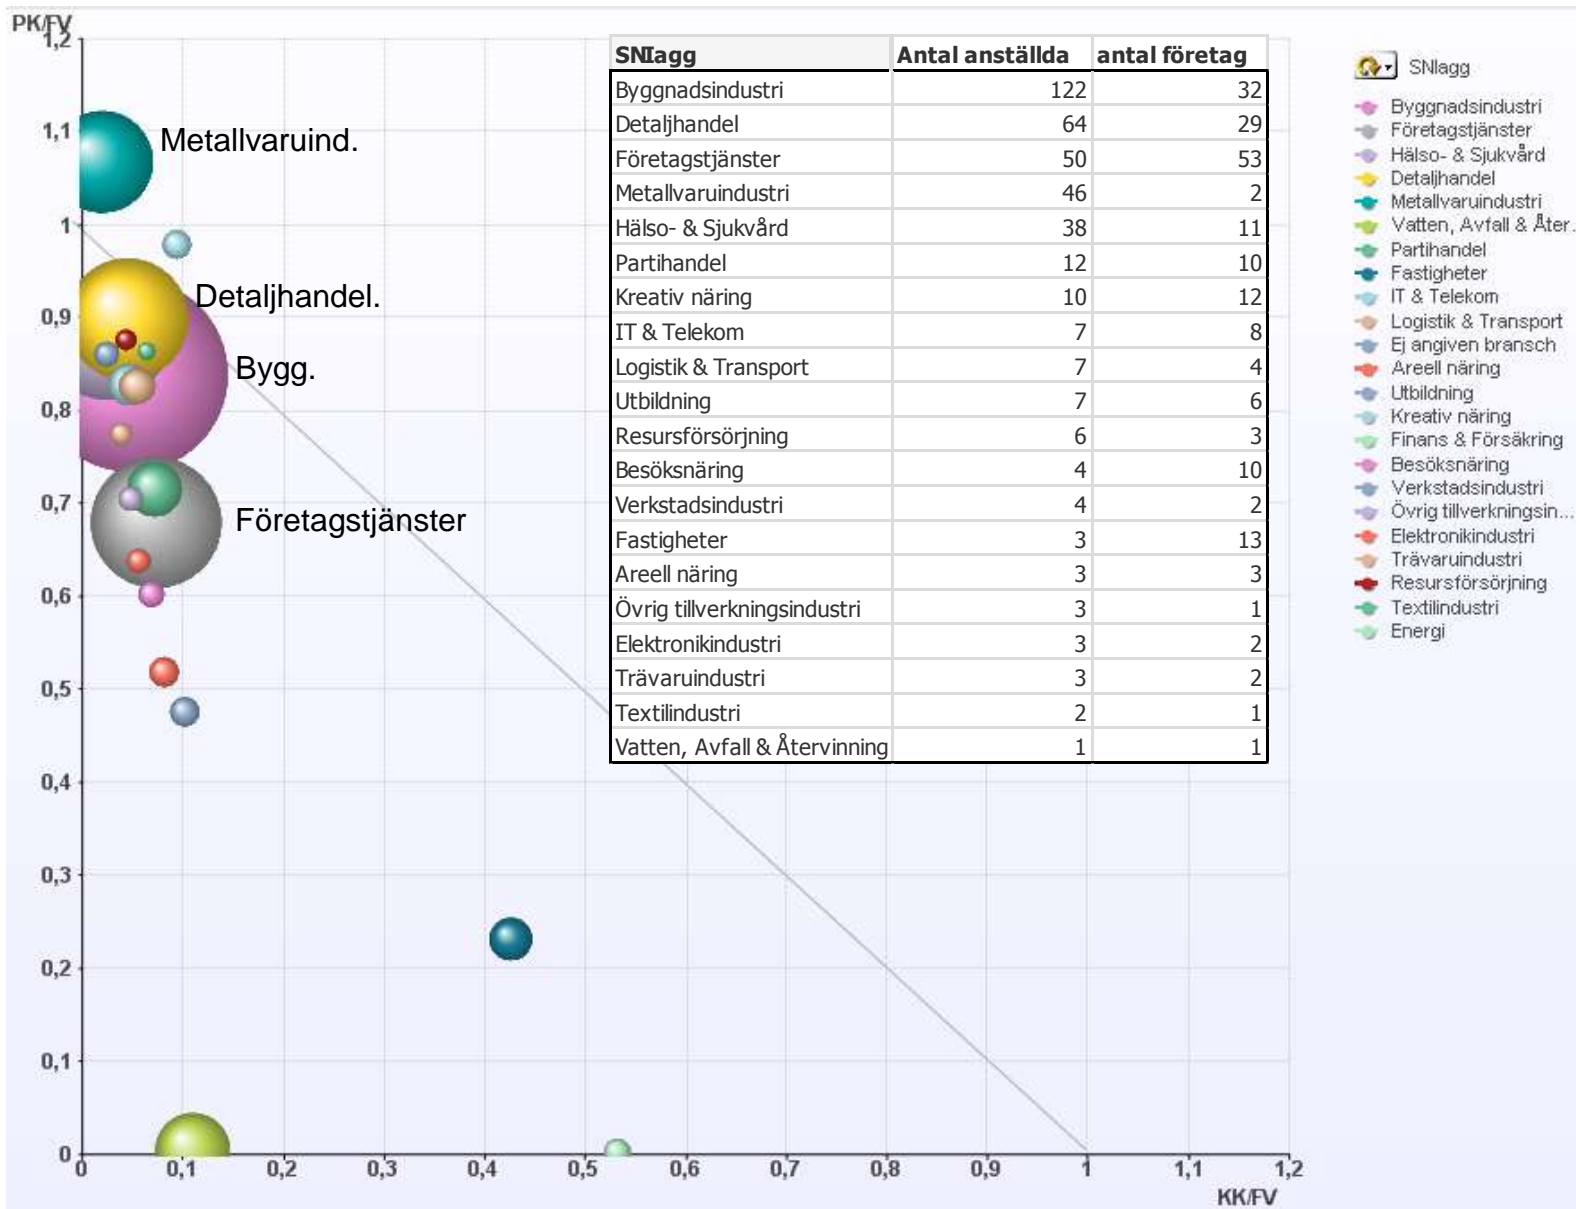 PK/FV
1,2
1,1
1
0,9
0,8
0,7
0,6
0,5
0,4
0,3
0,2
0,1
0
0 0,1 0,2 0,3 0,4 0,5 0,6 0,7 0,8 0,9 1 1,1 1,2
KK/FV
Metallvaruind.
Detaljhandel.
Bygg.
Företagstjänster
SNIagg Antal anställda antal företag
Byggnadsindustri 122 32
Detaljhandel 64 29
Företagstjänster 50 53
Metallvaruindustri 46 2
Hälso- & Sjukvård 38 11
Partihandel 12 10
Kreativ näring 10 12
IT & Telekom 7 8
Logistik & Transport 7 4
Utbildning 7 6
Resursförsörjning 6 3
Besöksnäring 4 10
Verkstadsindustri 4 2
Fastigheter 3 13
Areell näring 3 3
Övrig tillverkningsindustri 3 1
Elektronikindustri 3 2
Trävaruindustri 3 2
Textilindustri 2 1
Vatten, Avfall & Återvinning 1 1
SNIagg
Byggnadsindustri
Företagstjänster
Hälso- & Sjukvård
Detaljhandel
Metallvaruindustri
Vatten, Avfall & Åter.
Partihandel
Fastigheter
IT & Telekom
Logistik & Transport
Ej angiven bransch
Areell näring
Utbildning
Kreativ näring
Finans & Försäkring
Besöksnäring
Verkstadsindustri
Övrig tillverkningsin...
Elektronikindustri
Trävaruindustri
Resursförsörjning
Textilindustri
Energi